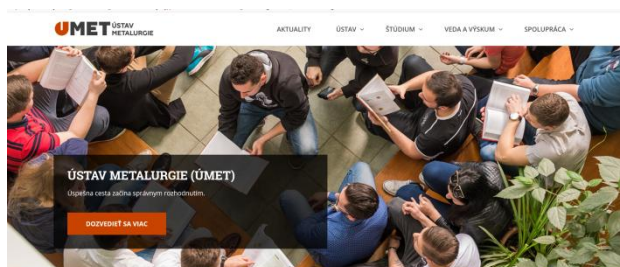 ÚMET ÚSTAV
METALURGIE
AKTUALITY ÚSTAV ŠTÚDIUM VEDA A VÝSKUM SPOLUPRÁCA
ÚSTAV METALURGIE (ÚMET)
Úspešná cesta začína správnym rozhodnutím.
DOZVEDIEŤ SA VIAC